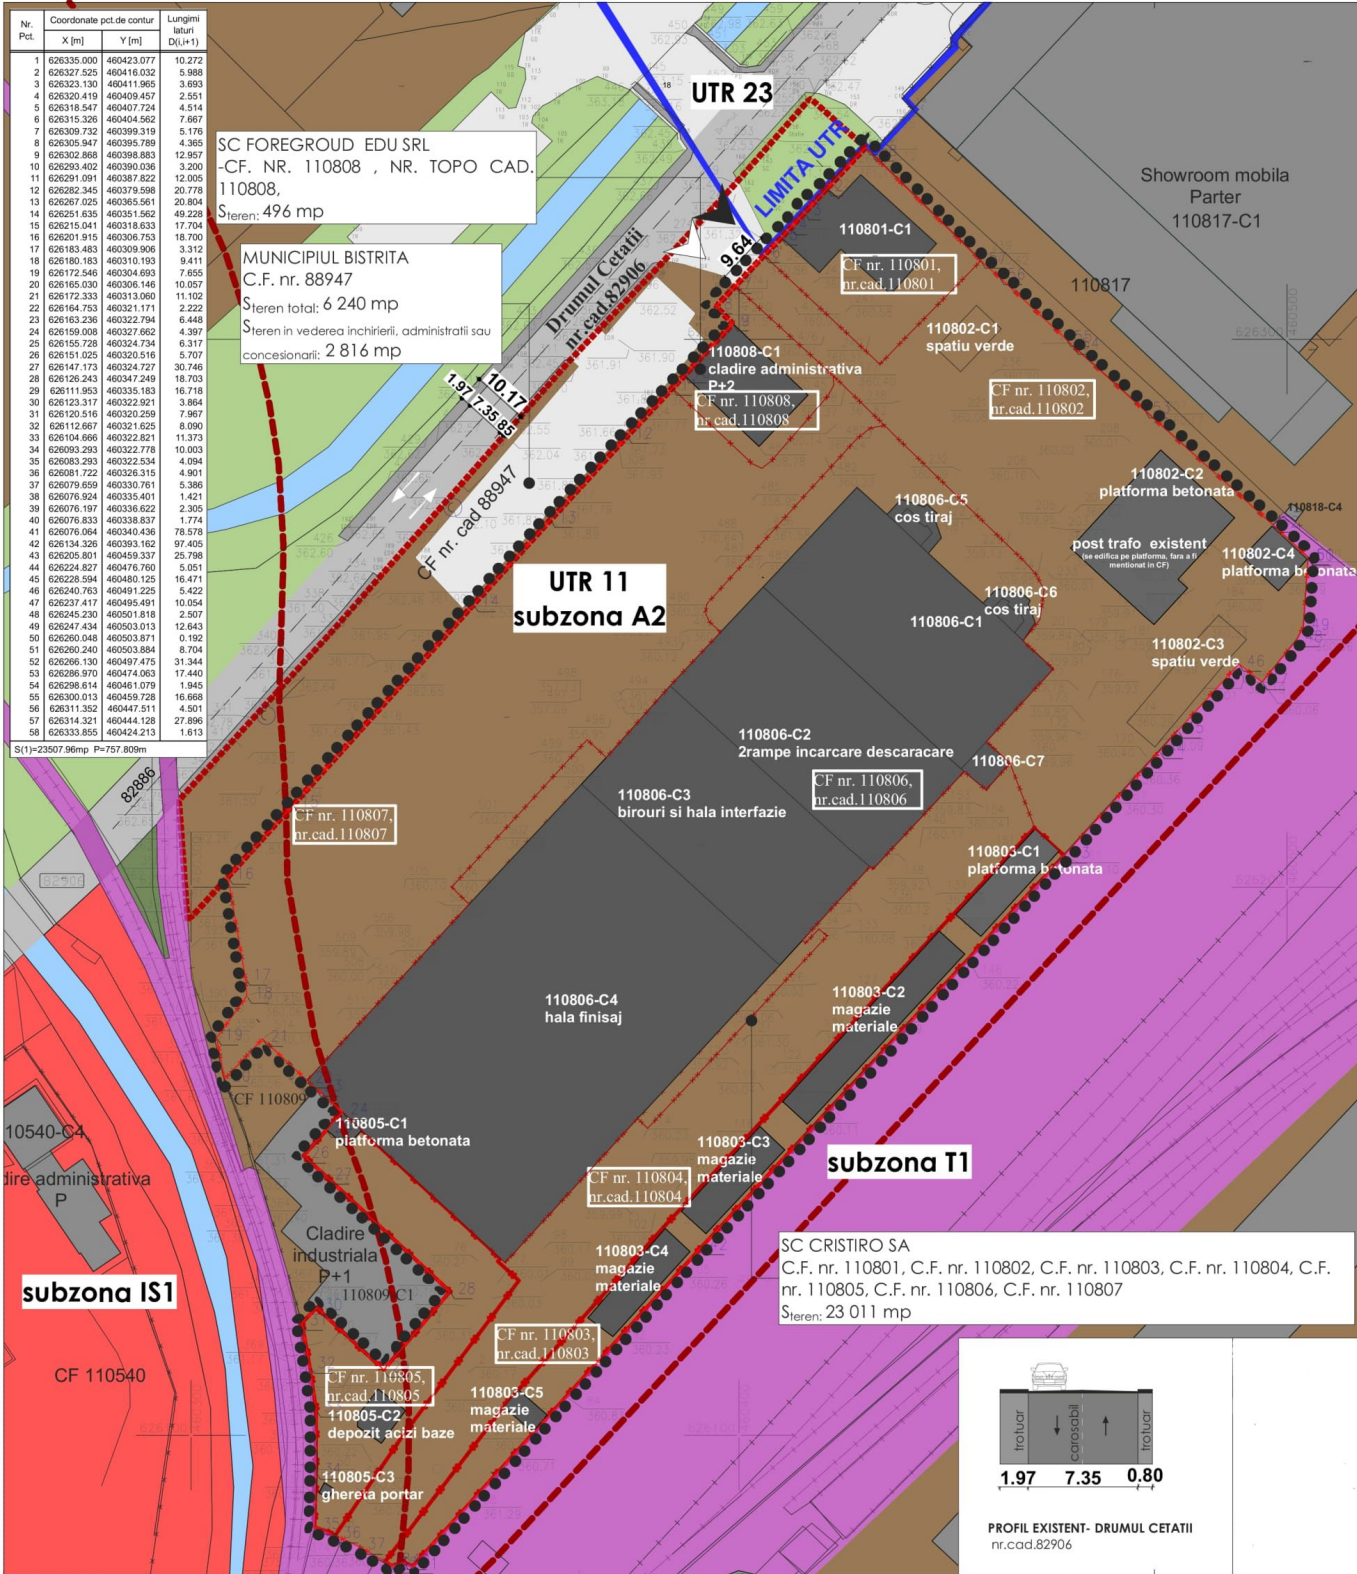 Nr. Pct.
Coordonate pct.de contur
Lungimi laturi D(i,i+1)
X [m] Y [m]
1 626335.000 460423.077 10.272
2 626327.525 460416.032 5.988
3 626323.130 460411.965 3.693
4 626320.419 460409.457 2.551
5 626318.547 460407.724 4.514
6 626315.326 460404.562 7.667
7 626309.732 460399.319 5.176
8 626305.947 460395.789 4.365
9 626302.868 460398.883 12.957
10 626293.402 460390.036 3.200
11 626291.091 460387.822 12.005
12 626282.345 460379.598 20.778
13 626267.025 460365.561 20.804
14 626251.635 460351.562 49.228
15 626215.041 460318.633 17.704
16 626201.915 460306.753 18.700
17 626183.483 460309.906 3.312
18 626180.183 460310.193 9.411
19 626172.546 460304.693 7.655
20 626165.030 460306.146 10.057
21 626172.333 460313.060 11.102
22 626164.753 460321.171 2.222
23 626163.236 460322.794 6.448
24 626159.008 460327.662 4.397
25 626155.728 460324.734 6.317
26 626151.025 460320.516 5.707
27 626147.173 460324.727 30.746
28 626126.243 460347.249 18.703
29 626111.953 460335.183 16.718
30 626123.317 460322.921 3.864
31 626120.516 460320.259 7.967
32 626112.667 460321.625 8.090
33 626104.666 460322.821 11.373
34 626093.293 460322.778 10.003
35 626083.293 460322.534 4.094
36 626081.722 460326.315 4.901
37 626079.659 460330.761 5.386
38 626076.924 460335.401 1.421
39 626076.197 460336.622 2.305
40 626076.833 460338.837 1.774
41 626076.064 460340.436 78.578
42 626134.326 460393.162 97.405
43 626205.801 460459.337 25.798
44 626224.827 460476.760 5.051
45 626228.594 460480.125 16.471
46 626240.763 460491.225 5.422
47 626237.417 460495.491 10.054
48 626245.230 460501.818 2.507
49 626247.434 460503.013 12.643
50 626260.048 460503.871 0.192
51 626260.240 460503.884 8.704
52 626266.130 460497.475 31.344
53 626286.970 460474.063 17.440
54 626298.614 460461.079 1.945
55 626300.013 460459.728 16.668
56 626311.352 460447.511 4.501
57 626314.321 460444.128 27.896
58 626333.855 460424.213 1.613
S(1)=23507.96mp P=757.809m
SC FOREGROUD EDU SRL
-CF. NR. 110808 , NR. TOPO CAD.
110808,
Steren: 496 mp
MUNICIPIUL BISTRITA
C.F. nr. 88947
Steren total: 6 240 mp
Steren in vederea inchirierii, administratii sau
concesionarii: 2 816 mp
UTR 23
LIMITA UTR
9.64
Drumul Cetatii
nr.cad.82906
10.17
1.97 7.35
CF nr. cad 88947
Showroom mobila
Parter
110817-C1
110817
110801-C1
CF nr. 110801,
nr.cad.110801
110802-C1
spatiu verde
CF nr. 110802,
nr.cad.110802
110808-C1
cladire administrativa
P+2
CF nr. 110808,
nr.cad.110808
110802-C2
platforma betonata
110818-C4
post trafo existent
(se edifica pe platforma, fara a fi
mentionat in CF)
110802-C4
platforma betonata
110806-C5
cos tiraj
UTR 11
subzona A2
110806-C6
cos tiraj
110806-C1
110802-C3
spatiu verde
110806-C2
2rampe incarcare descaracare
110806-C7
CF nr. 110806,
nr.cad.110806
110806-C3
birouri si hala interfazie
82886
CF nr. 110807,
nr.cad.110807
110803-C1
platforma betonata
82906
110806-C4
hala finisaj
110803-C2
magazie
materiale
CF 110809
110805-C1
platforma betonata
10540-C4
dire administrativa
P
110803-C3
magazie
materiale
subzona T1
CF nr. 110804,
nr.cad.110804
Cladire
industriala
P+1
110809-C1
110803-C4
magazie
materiale
subzona IS1
CF 110540
SC CRISTIRO SA
C.F. nr. 110801, C.F. nr. 110802, C.F. nr. 110803, C.F. nr. 110804, C.F.
nr. 110805, C.F. nr. 110806, C.F. nr. 110807
Steren: 23 011 mp
CF nr. 110803,
nr.cad.110803
CF nr. 110805,
nr.cad.110805
110805-C2
depozit acizi baze
110803-C5
magazie
materiale
110805-C3
ghereta portar
trotuar
carosabil
trotuar
1.97 7.35 0.80
PROFIL EXISTENT- DRUMUL CETATII
nr.cad.82906